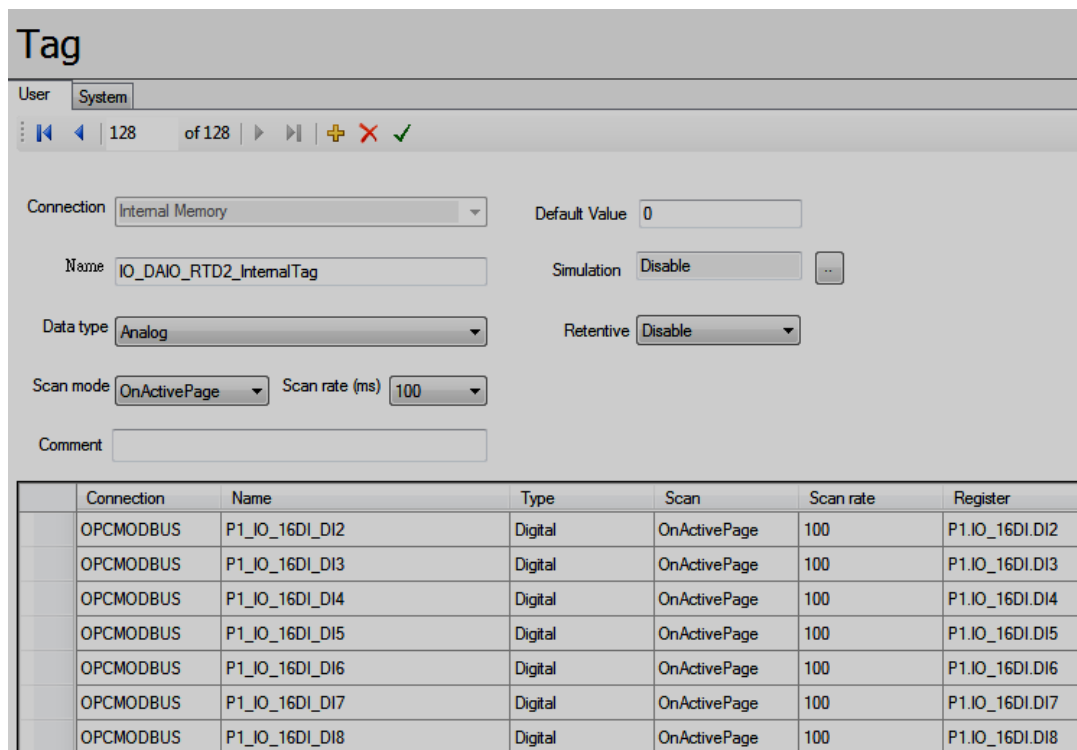 Tag
User System
128 of 128
Connection Internal Memory Default Value 0
Name IO_DAIO_RTD2_InternalTag Simulation Disable ..
Data type Analog Retentive Disable
Scan mode OnActivePage Scan rate (ms) 100
Comment
Connection Name Type Scan Scan rate Register
OPCMODBUS P1_IO_16DI_DI2 Digital OnActivePage 100 P1.IO_16DI.DI2
OPCMODBUS P1_IO_16DI_DI3 Digital OnActivePage 100 P1.IO_16DI.DI3
OPCMODBUS P1_IO_16DI_DI4 Digital OnActivePage 100 P1.IO_16DI.DI4
OPCMODBUS P1_IO_16DI_DI5 Digital OnActivePage 100 P1.IO_16DI.DI5
OPCMODBUS P1_IO_16DI_DI6 Digital OnActivePage 100 P1.IO_16DI.DI6
OPCMODBUS P1_IO_16DI_DI7 Digital OnActivePage 100 P1.IO_16DI.DI7
OPCMODBUS P1_IO_16DI_DI8 Digital OnActivePage 100 P1.IO_16DI.DI8